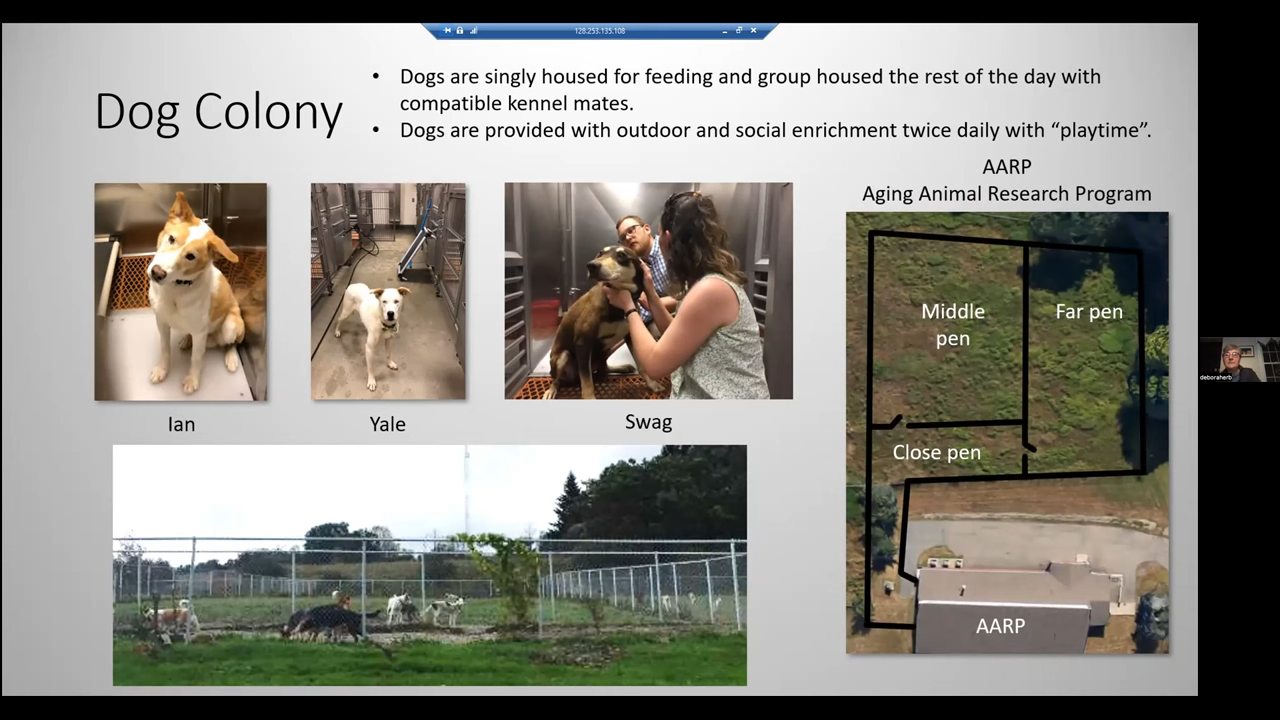 128.253.135.108
Dog Colony
• Dogs are singly housed for feeding and group housed the rest of the day with
compatible kennel mates.
• Dogs are provided with outdoor and social enrichment twice daily with “playtime”.
AARP
Aging Animal Research Program
Ian
Yale
Swag
Middle
pen
Far pen
Close pen
AARP
deboraherb